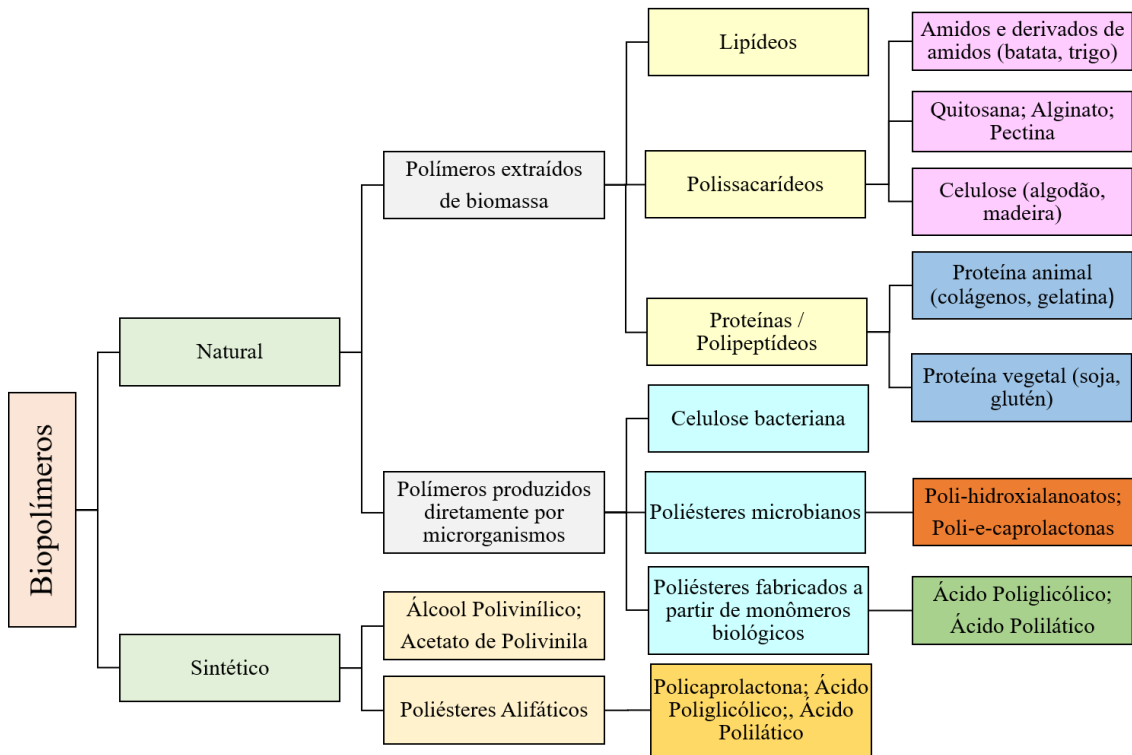 Biopolímeros
Natural
Polímeros extraídos
de biomassa
Lipídeos
Polissacarídeos
Amidos e derivados de
amidos (batata, trigo)
Quitosana; Alginato;
Pectina
Celulose (algodão,
madeira)
Proteínas /
Polipeptídeos
Proteína animal
(colágenos, gelatina)
Proteína vegetal (soja,
glutén)
Polímeros produzidos
diretamente por
microrganismos
Celulose bacteriana
Poliésteres microbianos
Poli-hidroxialanoatos;
Poli-e-caprolactonas
Poliésteres fabricados a
partir de monômeros
biológicos
Ácido Poliglicólico;
Ácido Polilático
Sintético
Álcool Polivinílico;
Acetato de Polivinila
Poliésteres Alifáticos
Policaprolactona; Ácido
Poliglicólico;, Ácido
Polilático